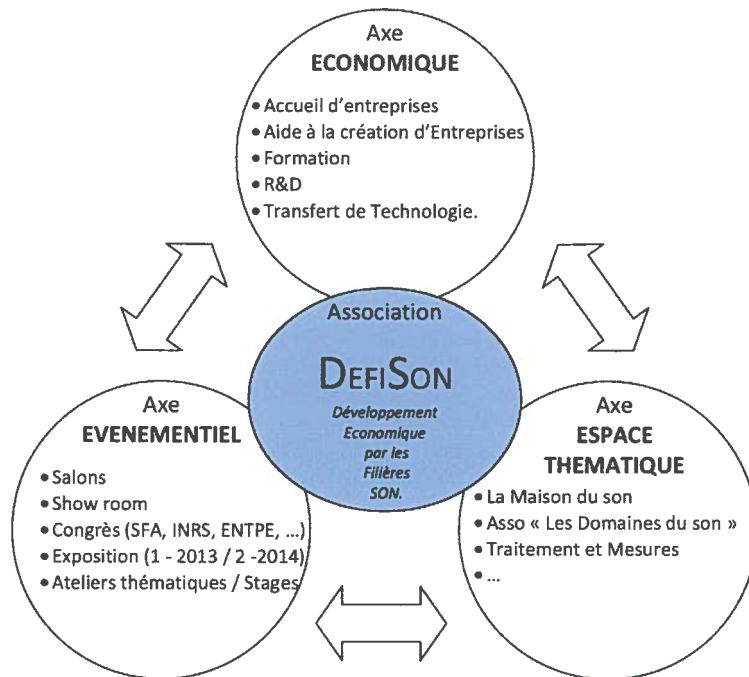 Axe
ECONOMIQUE
• Accueil d'entreprises
• Aide à la création d'Entreprises
• Formation
• R&D
• Transfert de Technologie.
Association
DEFISON
Développement
Economique
par les
Filières
SON.
Axe
EVENEMENTIEL
• Salons
• Show room
• Congrès (SFA, INRS, ENTPE, ...)
• Exposition (1 - 2013 / 2 -2014)
• Ateliers thématiques / Stages
Axe
ESPACE
THEMATIQUE
• La Maison du son
• Asso « Les Domaines du son »
• Traitement et Mesures
• ...